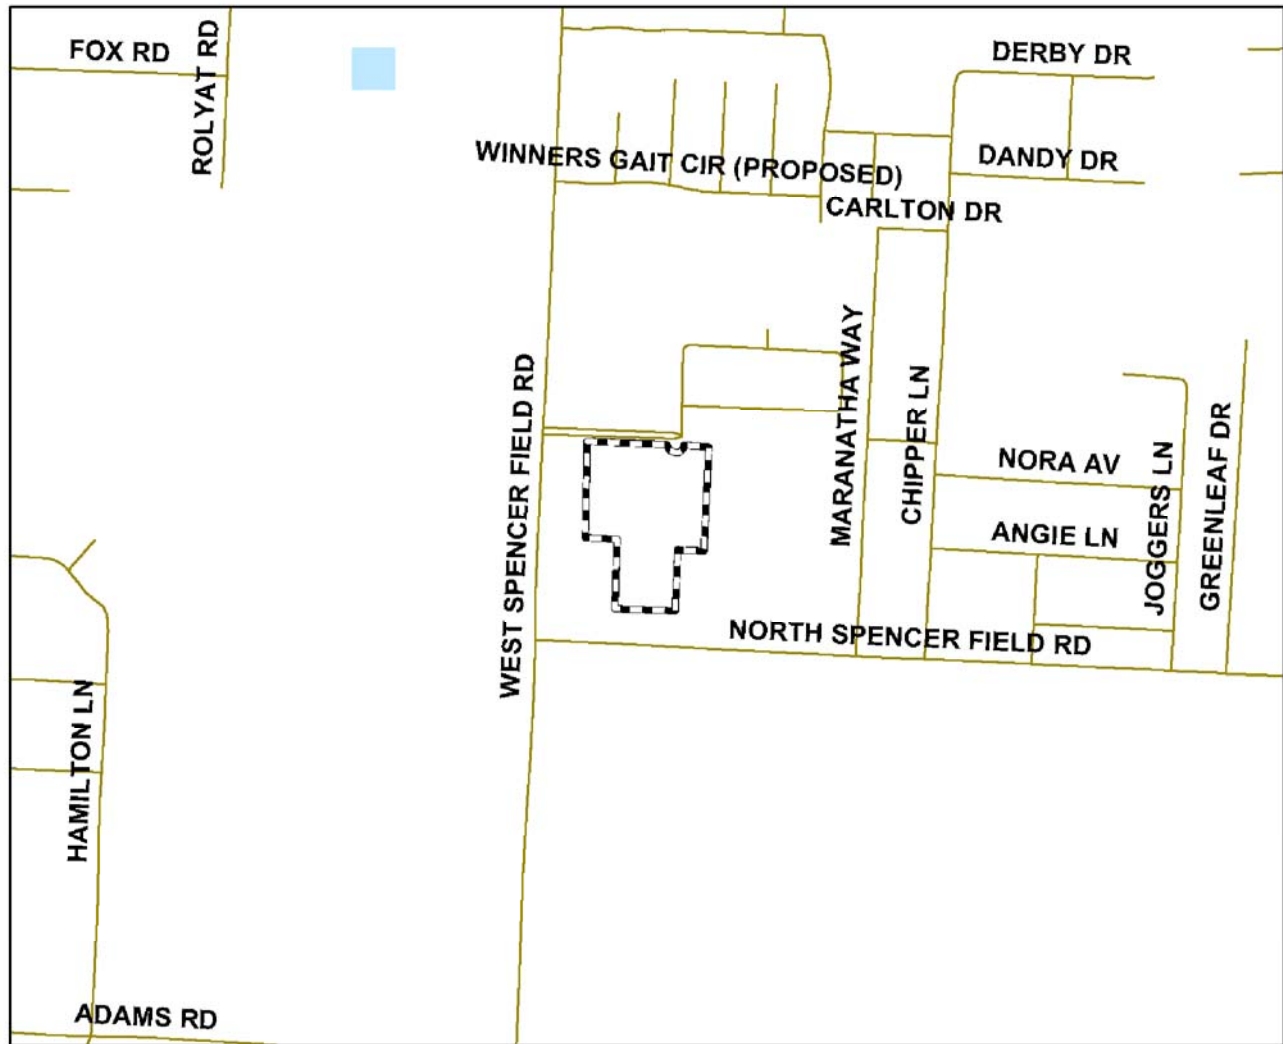 FOX RD
ROLYAT RD
DERBY DR
WINNERS GAIT CIR (PROPOSED)
DANDY DR
CARLTON DR
WEST SPENCER FIELD RD
MARANATHA WAY
CHIPPER LN
NORA AV
JOGGERS LN
GREENLEAF DR
ANGIE LN
NORTH SPENCER FIELD RD
HAMILTON LN
ADAMS RD